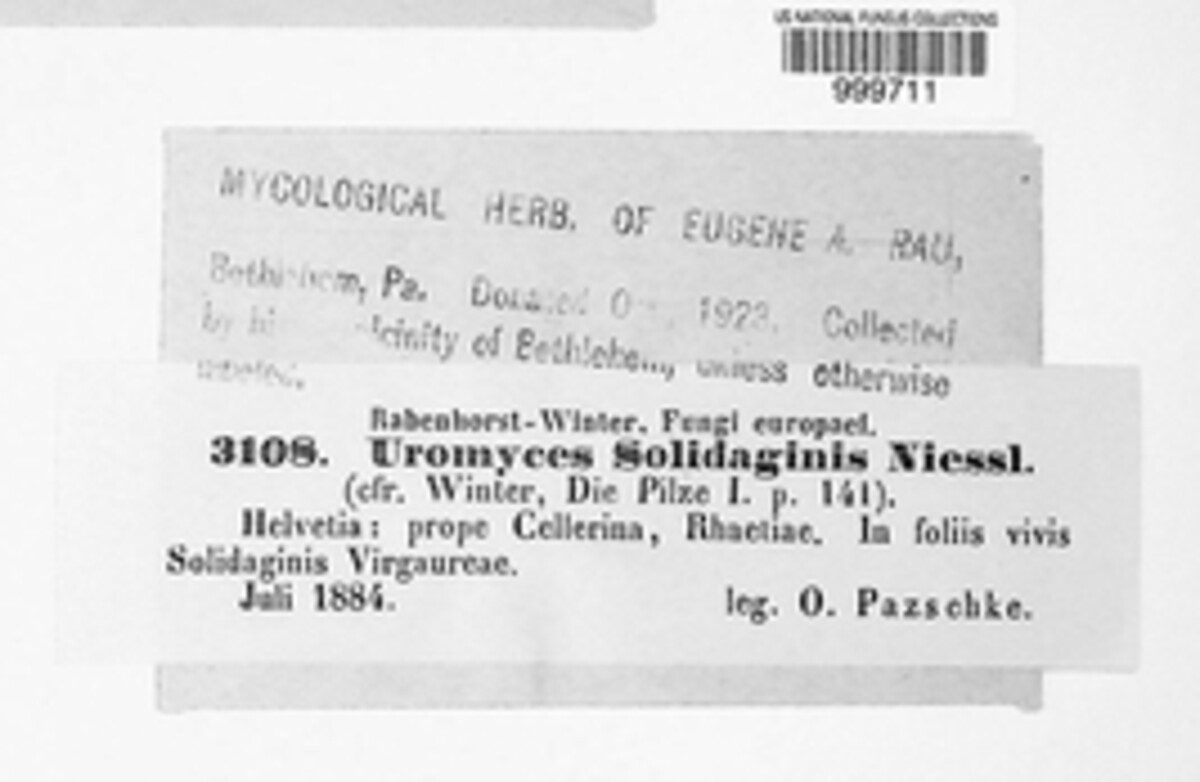 US NATIONAL FUNGUS COLLECTIONS
999711
MYCOLOGICAL HERB. OF EUGENE A. RAU,
Bethlehem, Pa. Donated 1923. Collected
by vicinity of Bethlehem, unless otherwise
Rabenhorst-Winter. Fungi europaei.
3108. Uromyces Solidaginis Niessl.
(cfr. Winter, Die Pilze I. p. 141).
Helvetia: prope Cellerina, Rhaetiae. In foliis vivis
Solidaginis Virgaureae.
Juli 1884. leg. O. Pazschke.